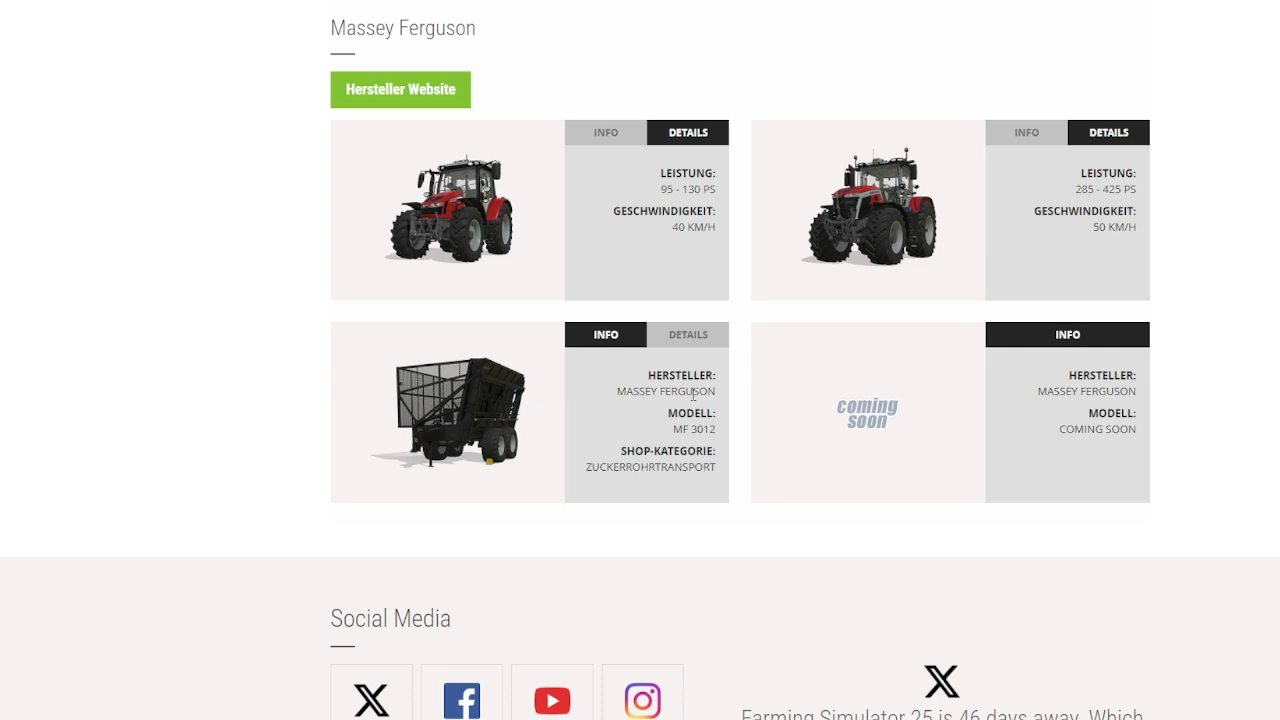 Massey Ferguson
Hersteller Website
INFO
DETAILS
LEISTUNG:
95 - 130 PS
GESCHWINDIGKEIT:
40 KM/H
INFO
DETAILS
LEISTUNG:
285 - 425 PS
GESCHWINDIGKEIT:
50 KM/H
INFO
DETAILS
HERSTELLER:
MASSEY FERGUSON
MODELL:
MF 3012
SHOP-KATEGORIE:
ZUCKERROHRTRANSPORT
coming
soon
INFO
HERSTELLER:
MASSEY FERGUSON
MODELL:
COMING SOON
Social Media
Farming Simulator 25 is 46 days away. Which